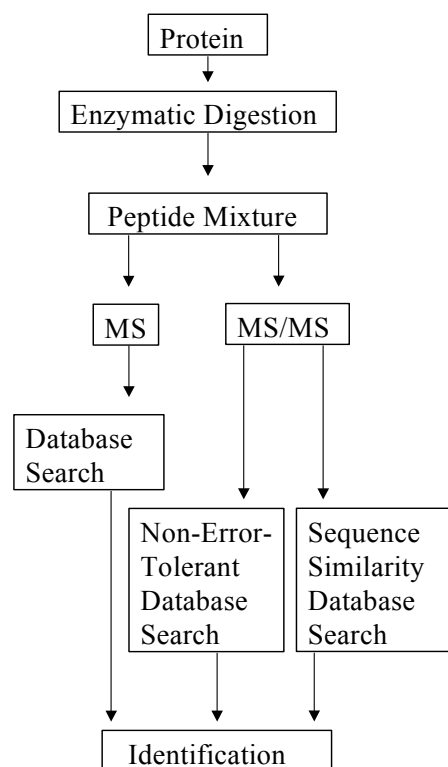 Protein
Enzymatic Digestion
Peptide Mixture
MS
MS/MS
Database
Search
Non-Error-
Tolerant
Database
Search
Sequence
Similarity
Database
Search
Identification